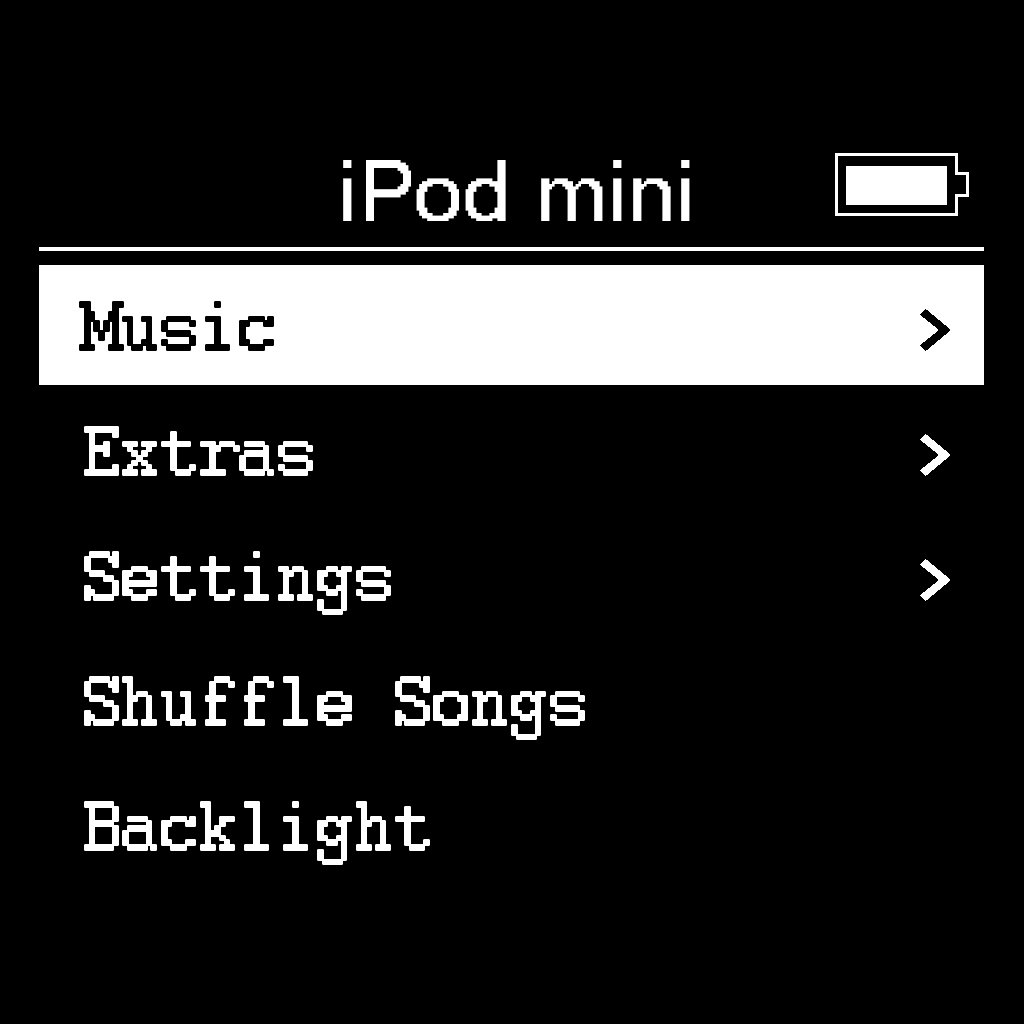 iPod mini
Music >
Extras >
Settings >
Shuffle Songs
Backlight